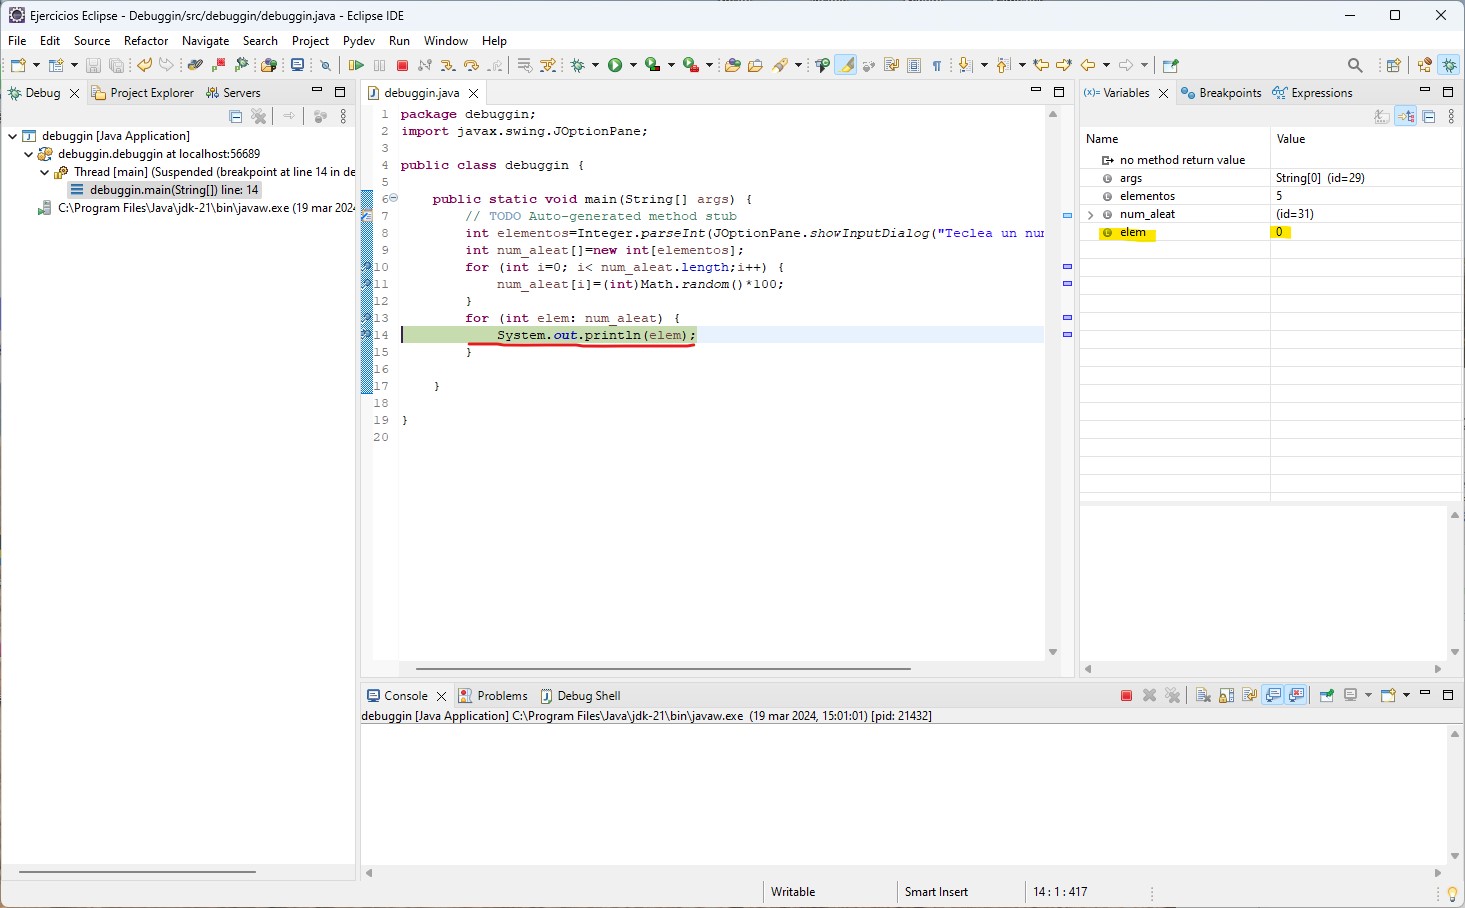 Ejercicios Eclipse - Debuggin/src/debuggin/debuggin.java - Eclipse IDE
File Edit Source Refactor Navigate Search Project Pydev Run Window Help
Debug Project Explorer Servers
debuggin [Java Application]
debuggin.debuggin at localhost:56689
Thread [main] (Suspended (breakpoint at line 14 in de
debuggin.main(String[]) line: 14
C:\Program Files\Java\jdk-21\bin\javaw.exe (19 mar 2024
debuggin.java
1 package debuggin;
2 import javax.swing.JOptionPane;
3
4 public class debuggin {
5
6 public static void main(String[] args) {
7 // TODO Auto-generated method stub
8 int elementos=Integer.parseInt(JOptionPane.showInputDialog("Teclea un nur
9 int num_aleat[]=new int[elementos];
10 for (int i=0; i< num_aleat.length;i++) {
11 num_aleat[i]=(int)Math.random()*100;
12 }
13 for (int elem: num_aleat) {
14 System.out.println(elem);
15 }
16
17 }
18
19 }
20
(x)= Variables Breakpoints Expressions
Name Value
no method return value
args String[0] (id=29)
elementos 5
num_aleat (id=31)
elem 0
Console Problems Debug Shell
debuggin [Java Application] C:\Program Files\Java\jdk-21\bin\javaw.exe (19 mar 2024, 15:01:01) [pid: 21432]
Writable Smart Insert 14 : 1 : 417